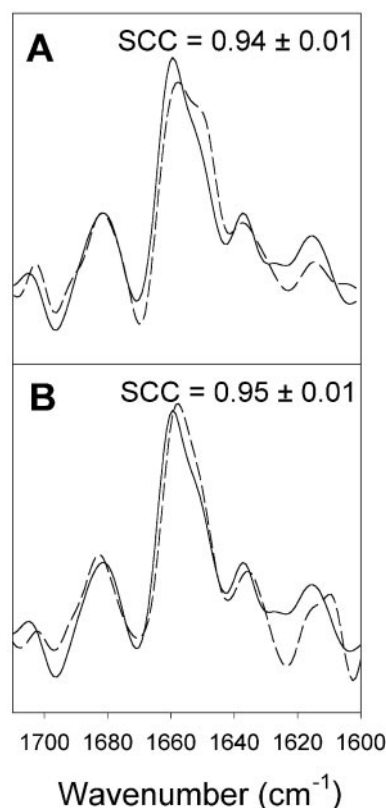 A SCC = 0.94 ± 0.01
B SCC = 0.95 ± 0.01
1700 1680 1660 1640 1620 1600
Wavenumber (cm⁻¹)